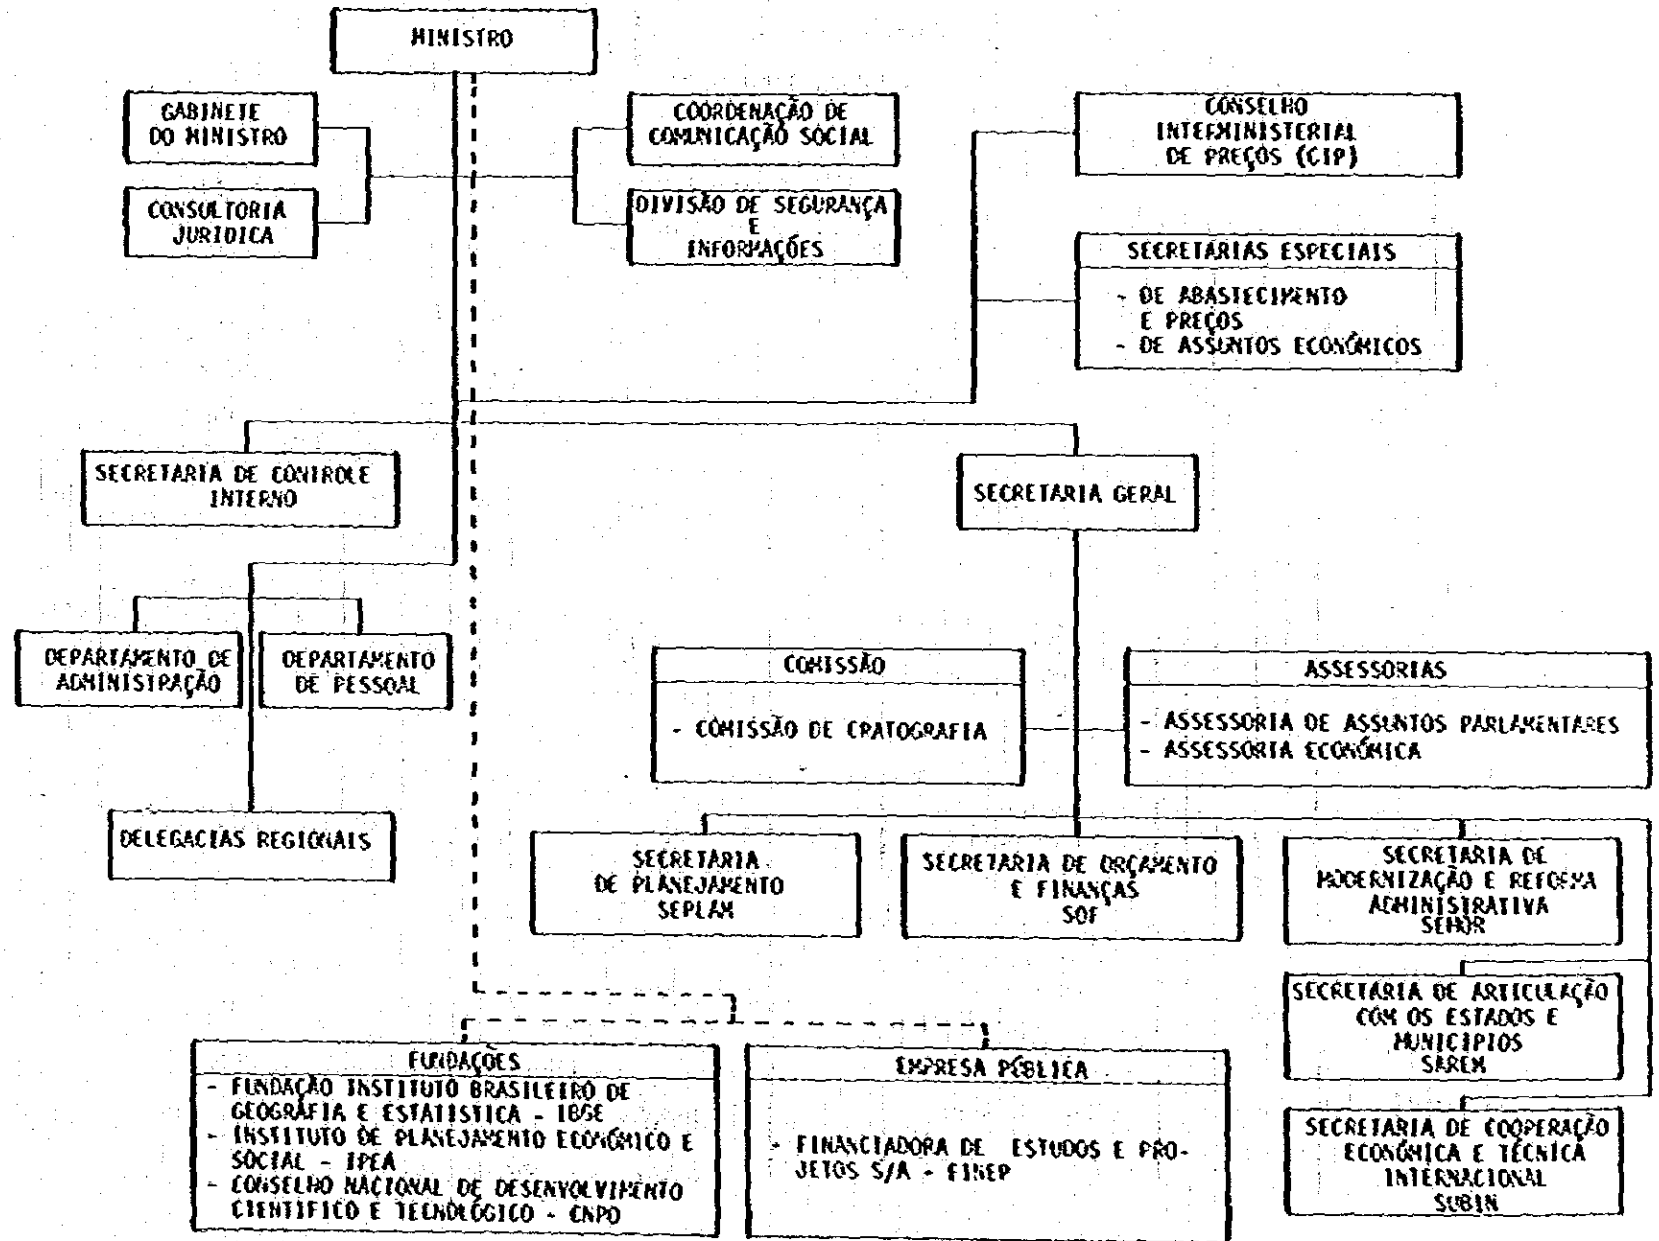 MINISTRO
GABINETE
DO MINISTRO
COORDENAÇÃO DE
COMUNICAÇÃO SOCIAL
CONSELHO
INTERMINISTERIAL
DE PREÇOS (CIP)
CONSULTORIA
JURIDICA
DIVISÃO DE SEGURANÇA
E
INFORMAÇÕES
SECRETARIAS ESPECIAIS
- DE ABASTECIMENTO
E PREÇOS
- DE ASSUNTOS ECONÔMICOS
SECRETARIA DE CONTROLE
INTERNO
SECRETARIA GERAL
DEPARTAMENTO DE
ADMINISTRAÇÃO
DEPARTAMENTO
DE PESSOAL
COMISSÃO
- COMISSÃO DE CRATOGRAFIA
ASSESSORIAS
- ASSESSORIA DE ASSUNTOS PARLAMENTARES
- ASSESSORIA ECONÔMICA
DELEGACIAS REGIONAIS
SECRETARIA
DE PLANEJAMENTO
SEPLAM
SECRETARIA DE ORÇAMENTO
E FINANÇAS
SOF
SECRETARIA DE
MODERNIZAÇÃO E REFORMA
ADMINISTRATIVA
SEMOR
SECRETARIA DE ARTICULAÇÃO
COM OS ESTADOS E
MUNICIPIOS
SAREM
SECRETARIA DE COOPERAÇÃO
ECONÔMICA E TÉCNICA
INTERNACIONAL
SUBIN
FUNDAÇÕES
- FUNDAÇÃO INSTITUTO BRASILEIRO DE
GEOGRAFIA E ESTATISTICA - IBGE
- INSTITUTO DE PLANEJAMENTO ECONÔMICO E
SOCIAL - IPEA
- CONSELHO NACIONAL DE DESENVOLVIMENTO
CIENTIFICO E TECNOLÓGICO - CNPO
EMPRESA PÚBLICA
- FINANCIADORA DE ESTUDOS E PRO-
JETOS S/A - FINEP